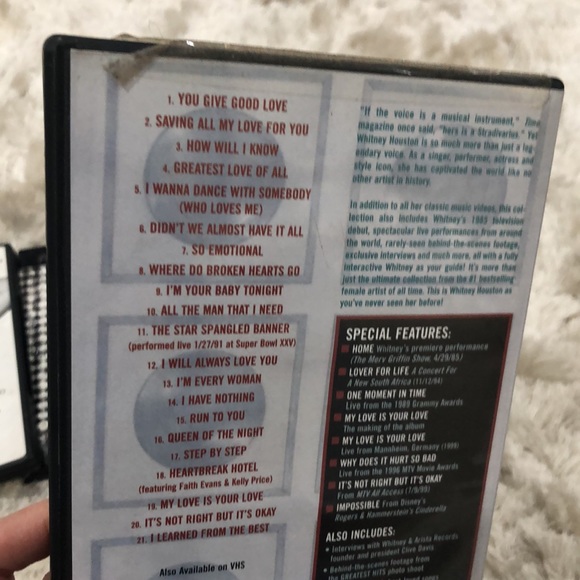 1. YOU GIVE GOOD LOVE
2. SAVING ALL MY LOVE FOR YOU
3. HOW WILL I KNOW
4. GREATEST LOVE OF ALL
5. I WANNA DANCE WITH SOMEBODY
(WHO LOVES ME)
6. DIDN'T WE ALMOST HAVE IT ALL
7. SO EMOTIONAL
8. WHERE DO BROKEN HEARTS GO
9. I'M YOUR BABY TONIGHT
10. ALL THE MAN THAT I NEED
11. THE STAR SPANGLED BANNER
(performed live 1/27/91 at Super Bowl XXV)
12. I WILL ALWAYS LOVE YOU
13. I'M EVERY WOMAN
14. I HAVE NOTHING
15. RUN TO YOU
16. QUEEN OF THE NIGHT
17. STEP BY STEP
18. HEARTBREAK HOTEL
(featuring Faith Evans & Kelly Price)
19. MY LOVE IS YOUR LOVE
20. IT'S NOT RIGHT BUT IT'S OKAY
21. I LEARNED FROM THE BEST
Also Available on VHS
"If the voice is a musical instrument," Time
magazine once said, "hers is a Stradivarius." Yet
Whitney Houston is so much more than just a leg-
endary voice. As a singer, performer, actress and
style icon, she has captivated the world like no
other artist in history.
In addition to all her classic music videos, this col-
lection also includes Whitney's 1985 television
debut, spectacular live performances from around
the world, rarely-seen behind-the-scenes footage,
exclusive interviews and much more, all with a fully
interactive Whitney as your guide! It's more than
just the ultimate collection from the #1 bestselling
female artist of all time. This is Whitney Houston as
you've never seen her before!
SPECIAL FEATURES:
HOME Whitney's premiere performance
(The Merv Griffin Show, 4/29/85)
LOVER FOR LIFE A Concert For
A New South Africa (11/12/94)
ONE MOMENT IN TIME
Live from the 1989 Grammy Awards
MY LOVE IS YOUR LOVE
The making of the album
MY LOVE IS YOUR LOVE
Live from Mannheim, Germany (1999)
WHY DOES IT HURT SO BAD
Live from the 1996 MTV Movie Awards
IT'S NOT RIGHT BUT IT'S OKAY
From MTV All Access (7/9/99)
IMPOSSIBLE From Disney's
Rogers & Hammerstein's Cinderella
ALSO INCLUDES:
• Interviews with Whitney & Arista Records
founder and president Clive Davis
• Behind-the-scenes footage from
the GREATEST HITS photo shoot